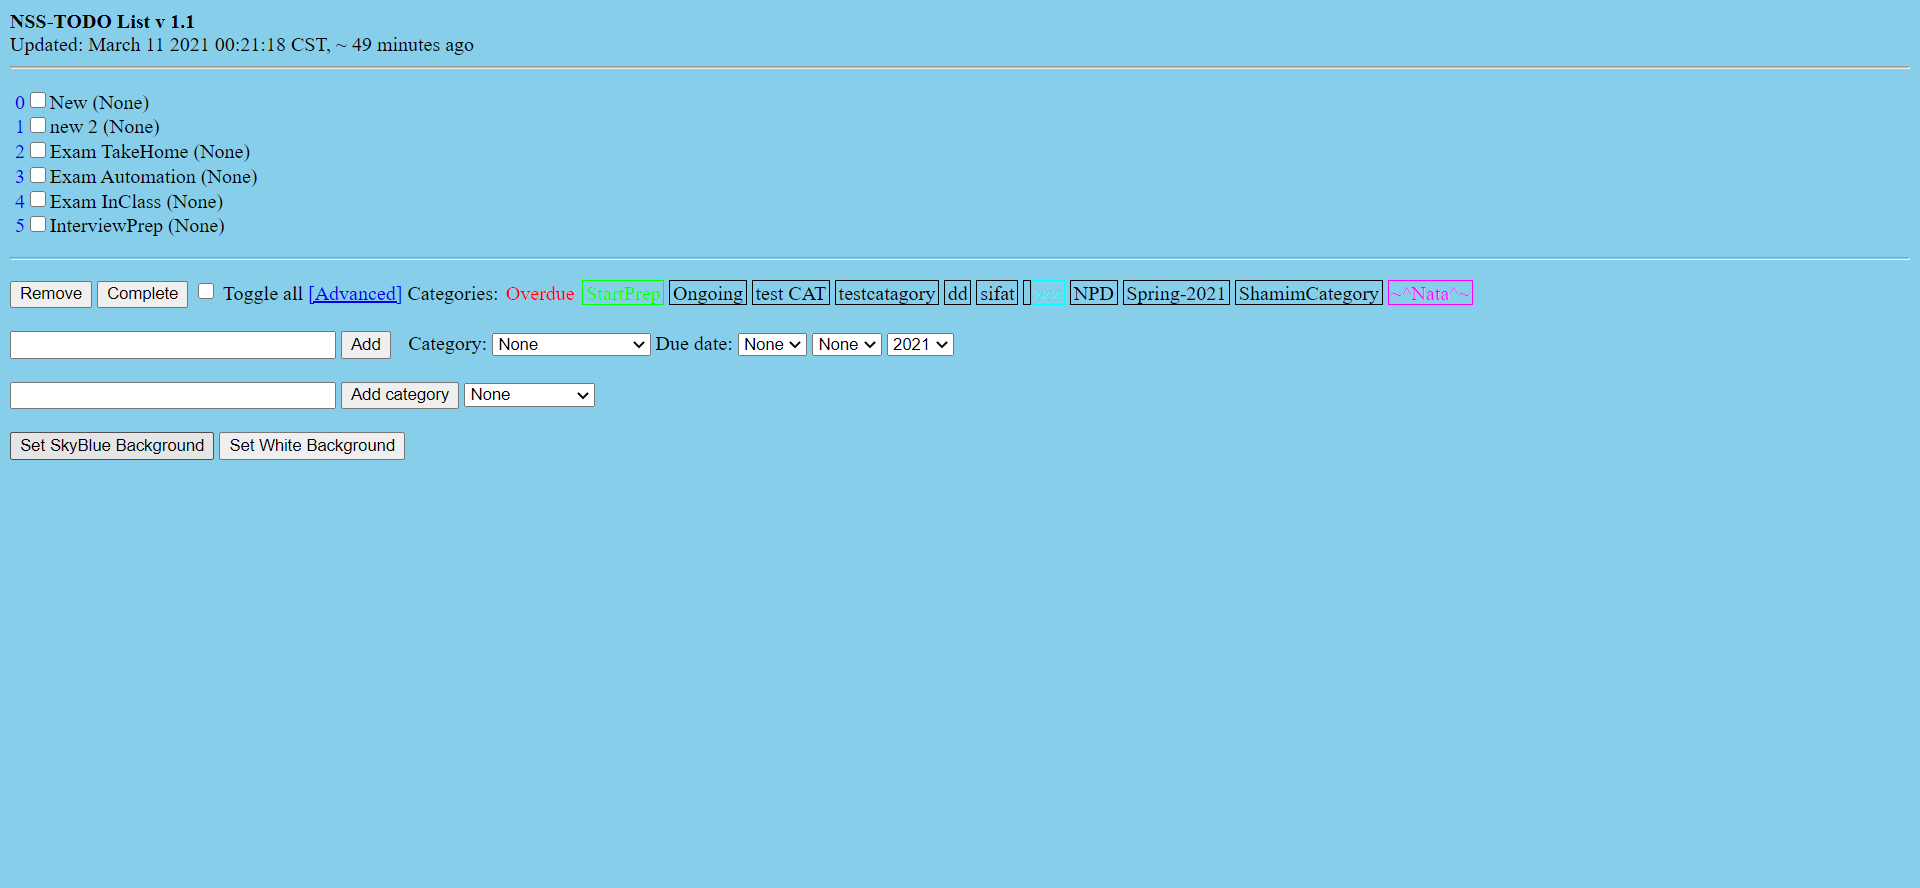 NSS-TODO List v 1.1
Updated: March 11 2021 00:21:18 CST, ~ 49 minutes ago
0 New (None)
1 new 2 (None)
2 Exam TakeHome (None)
3 Exam Automation (None)
4 Exam InClass (None)
5 InterviewPrep (None)
Remove Complete Toggle all [Advanced] Categories: Overdue StartPrep Ongoing test CAT testcatagory dd sifat zzz NPD Spring-2021 ShamimCategory ~^Nata^~
Add Category: None Due date: None None 2021
Add category None
Set SkyBlue Background Set White Background